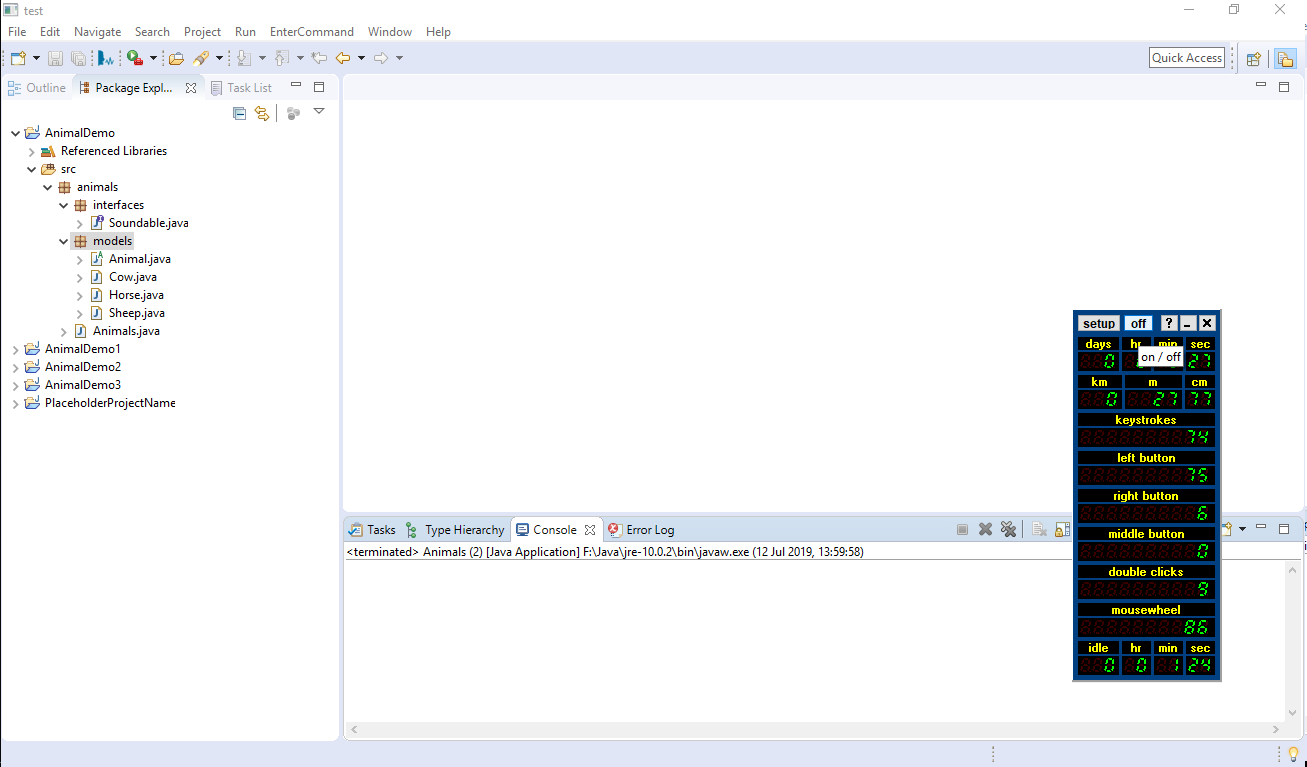 test
File Edit Navigate Search Project Run EnterCommand Window Help
Quick Access
Outline Package Expl... Task List
AnimalDemo
Referenced Libraries
src
animals
interfaces
Soundable.java
models
Animal.java
Cow.java
Horse.java
Sheep.java
Animals.java
AnimalDemo1
AnimalDemo2
AnimalDemo3
PlaceholderProjectName
setup off ?
days hr min sec
0 27
on / off
km m cm
0 27 77
keystrokes
74
left button
75
right button
6
middle button
0
double clicks
9
mousewheel
86
idle hr min sec
0 0 1 24
Tasks Type Hierarchy Console Error Log
<terminated> Animals (2) [Java Application] F:\Java\jre-10.0.2\bin\javaw.exe (12 Jul 2019, 13:59:58)